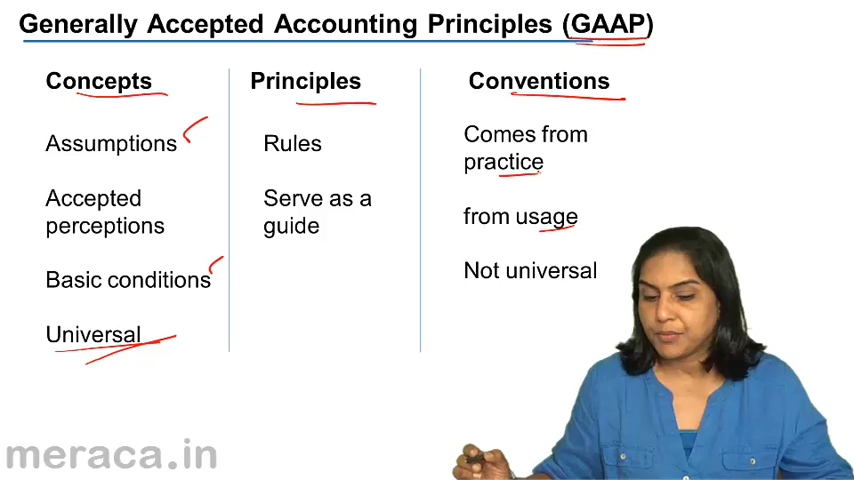 Generally Accepted Accounting Principles (GAAP)
Concepts
Assumptions
Accepted
perceptions
Basic conditions
Universal
Principles
Rules
Serve as a
guide
Conventions
Comes from
practice
from usage
Not universal
meraca.in